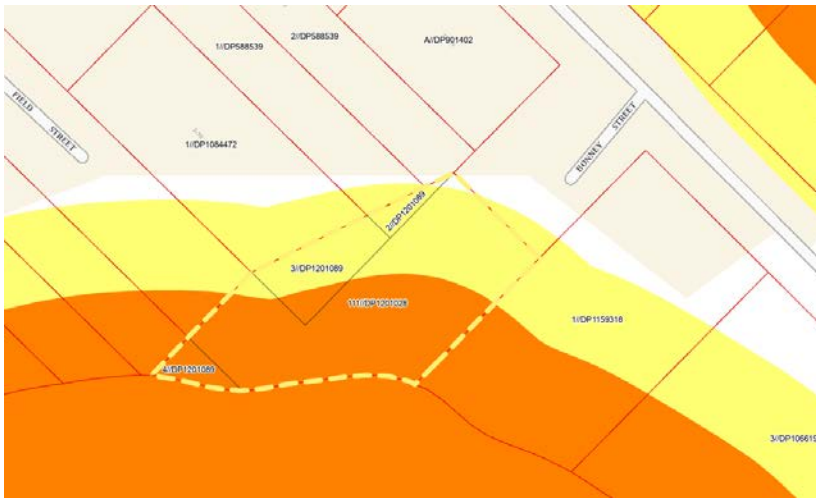 2//DP588539
1//DP588539
A//DP901402
FIELD
STREET
BONNEY STREET
1//DP1084472
2//DP1201089
3//DP1201089
111//DP1201028
1//DP1159318
4//DP1201089
3//DP106619